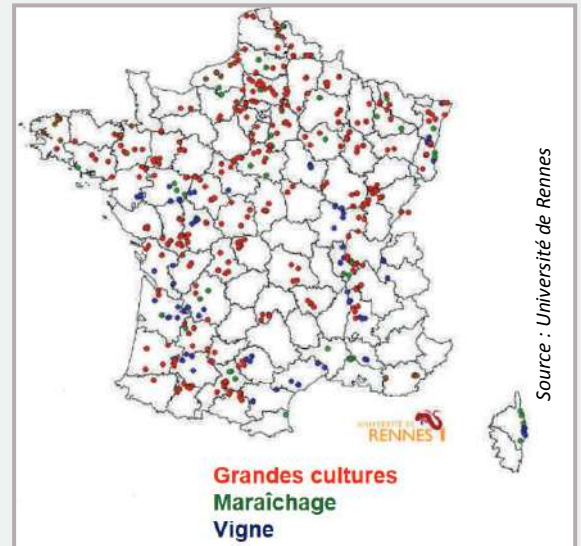 Source : Université de Rennes
UNIVERSITÉ DE
RENNES 1
Grandes cultures
Maraîchage
Vigne